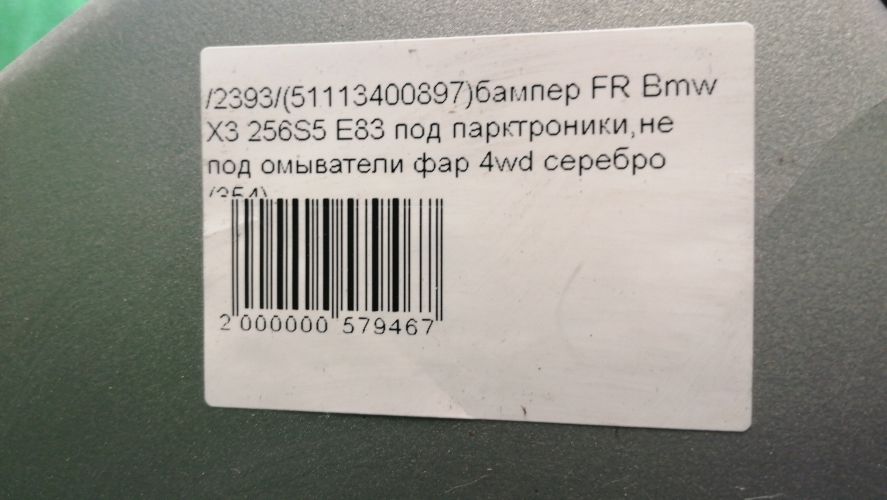 /2393/(51113400897)бампер FR Bmw
X3 256S5 E83 под парктроники,не
под омыватели фар 4wd серебро
/354\
2 000000 579467